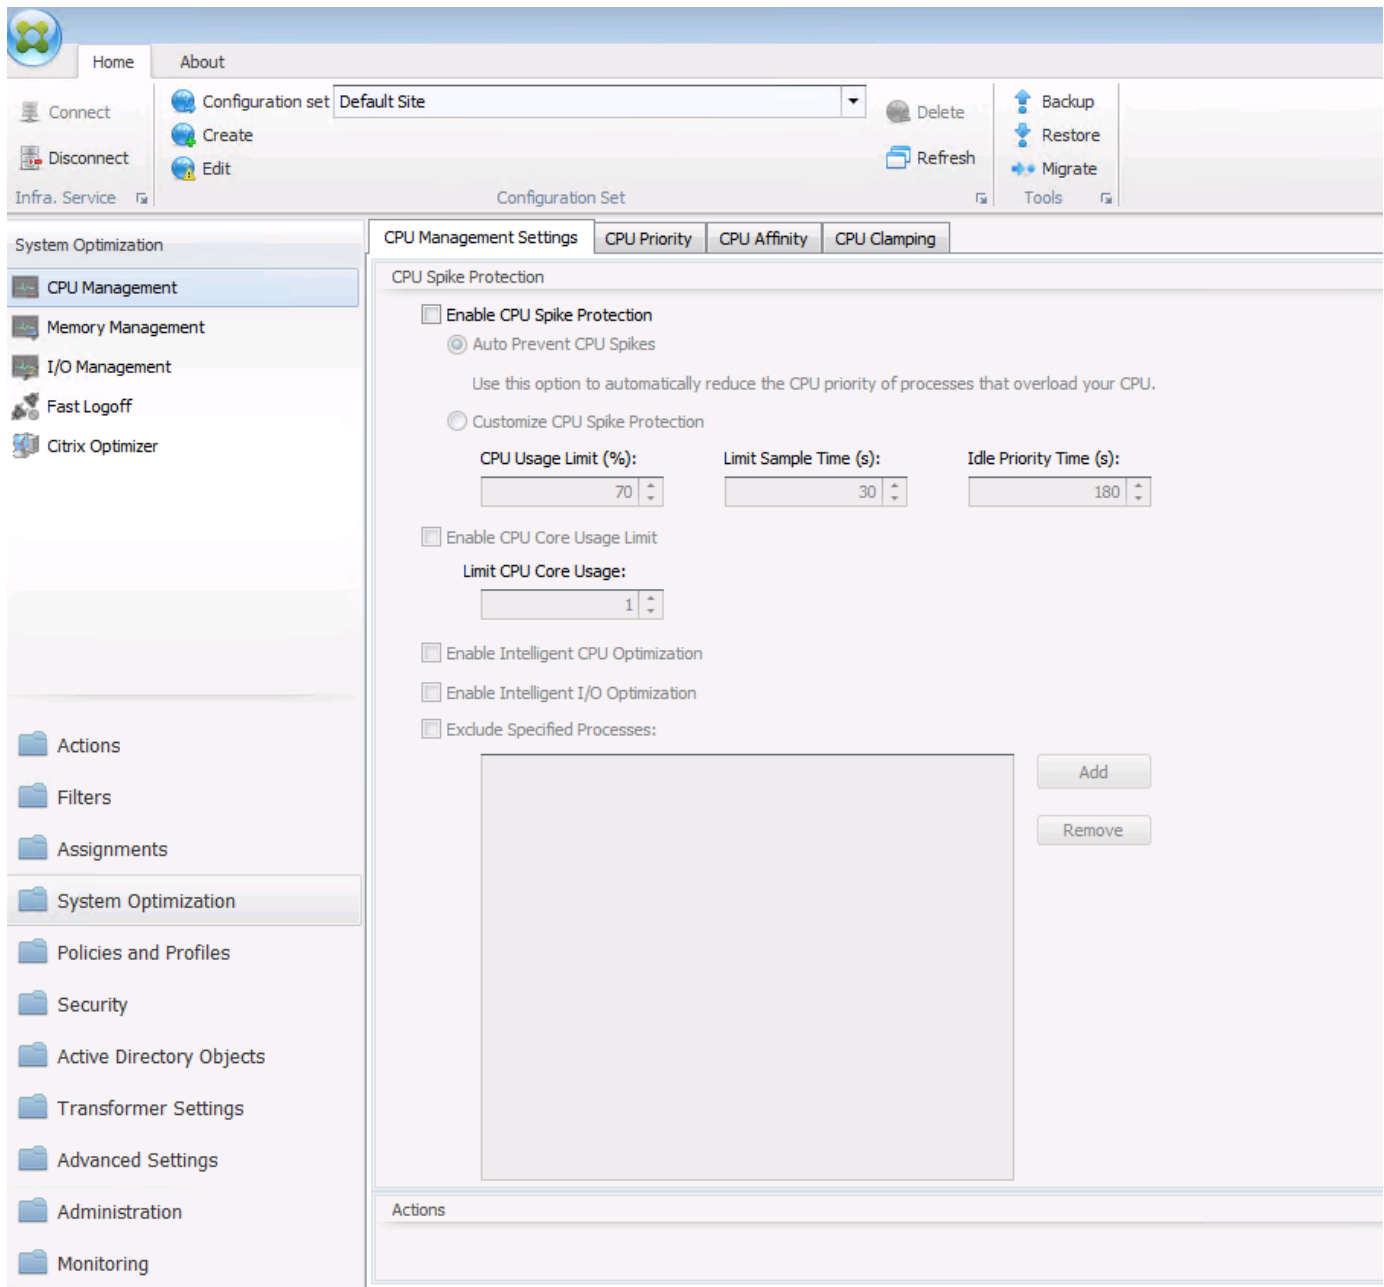 Home About
Connect
Disconnect
Infra. Service
Configuration set Default Site
Create
Edit
Delete
Refresh
Configuration Set
Backup
Restore
Migrate
Tools
System Optimization
CPU Management
Memory Management
I/O Management
Fast Logoff
Citrix Optimizer
Actions
Filters
Assignments
System Optimization
Policies and Profiles
Security
Active Directory Objects
Transformer Settings
Advanced Settings
Administration
Monitoring
CPU Management Settings CPU Priority CPU Affinity CPU Clamping
CPU Spike Protection
Enable CPU Spike Protection
Auto Prevent CPU Spikes
Use this option to automatically reduce the CPU priority of processes that overload your CPU.
Customize CPU Spike Protection
CPU Usage Limit (%): Limit Sample Time (s): Idle Priority Time (s):
70 30 180
Enable CPU Core Usage Limit
Limit CPU Core Usage:
1
Enable Intelligent CPU Optimization
Enable Intelligent I/O Optimization
Exclude Specified Processes:
Add
Remove
Actions